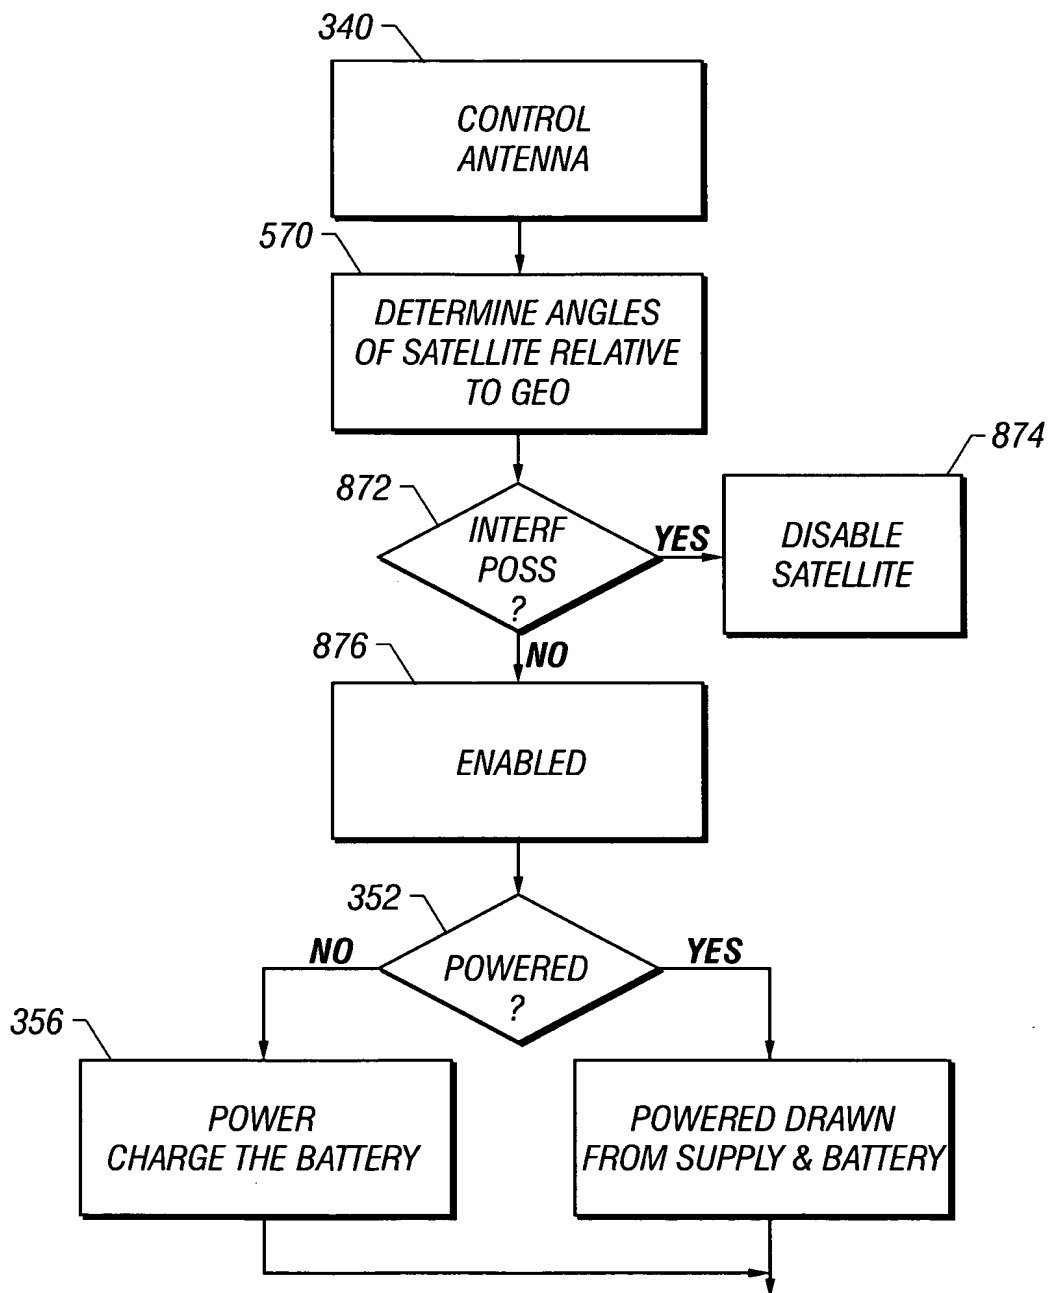 340
CONTROL
ANTENNA
570
DETERMINE ANGLES
OF SATELLITE RELATIVE
TO GEO
874
872
INTERF
POSS
?
YES
DISABLE
SATELLITE
876
NO
ENABLED
352
NO
YES
POWERED
?
356
POWER
CHARGE THE BATTERY
POWERED DRAWN
FROM SUPPLY & BATTERY